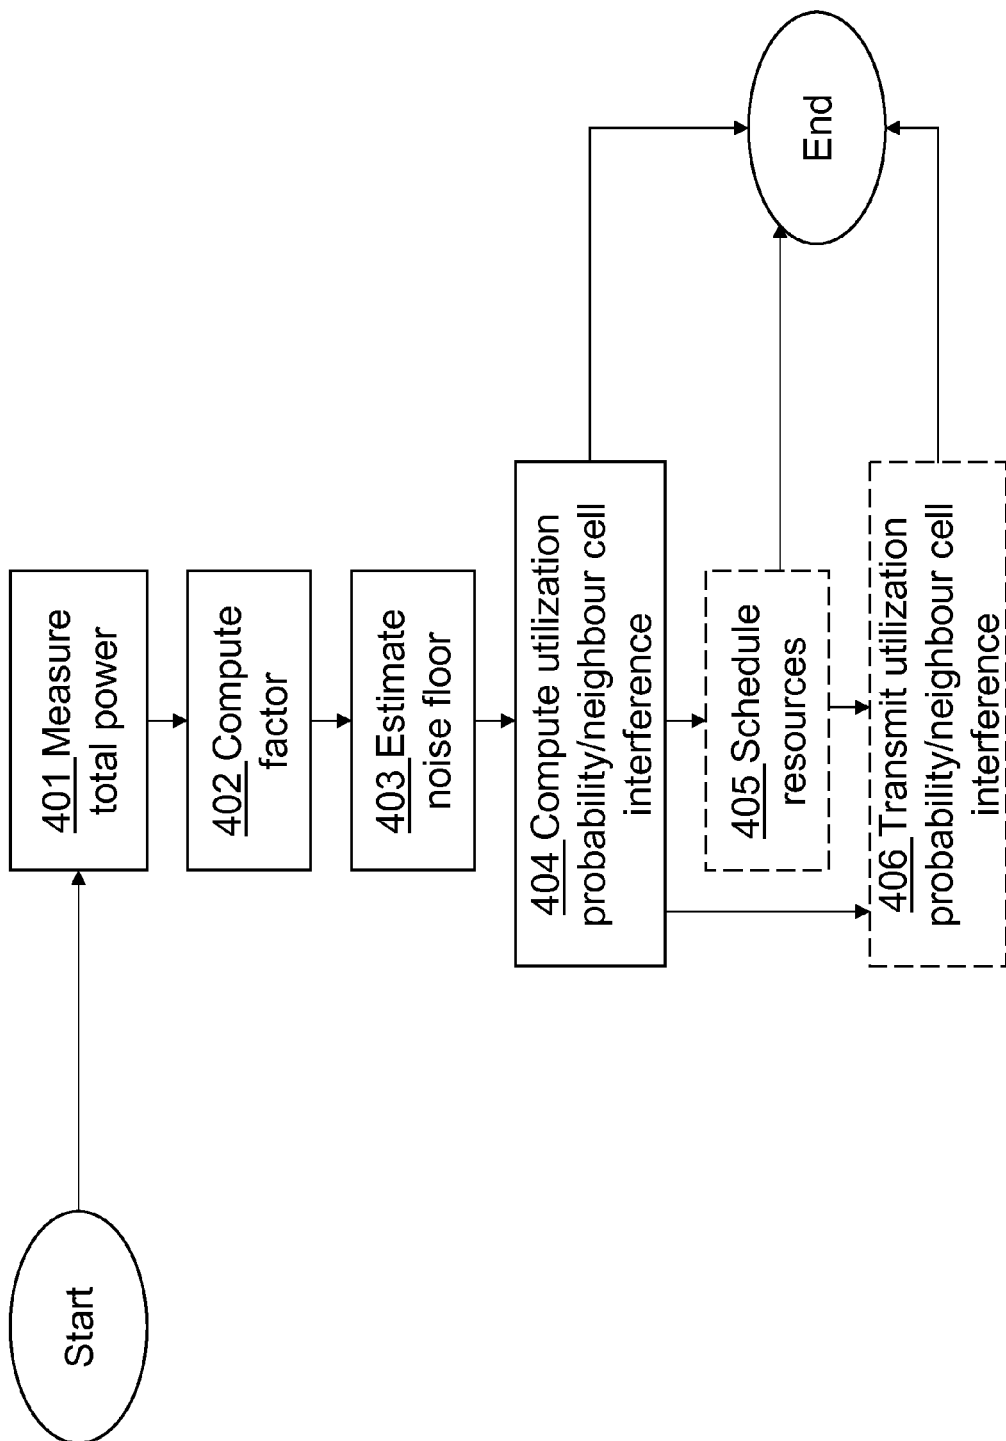 Start
401 Measure
total power
402 Compute
factor
403 Estimate
noise floor
404 Compute utilization
probability/neighbour cell
interference
405 Schedule
resources
406 Transmit utilization
probability/neighbour cell
interference
End